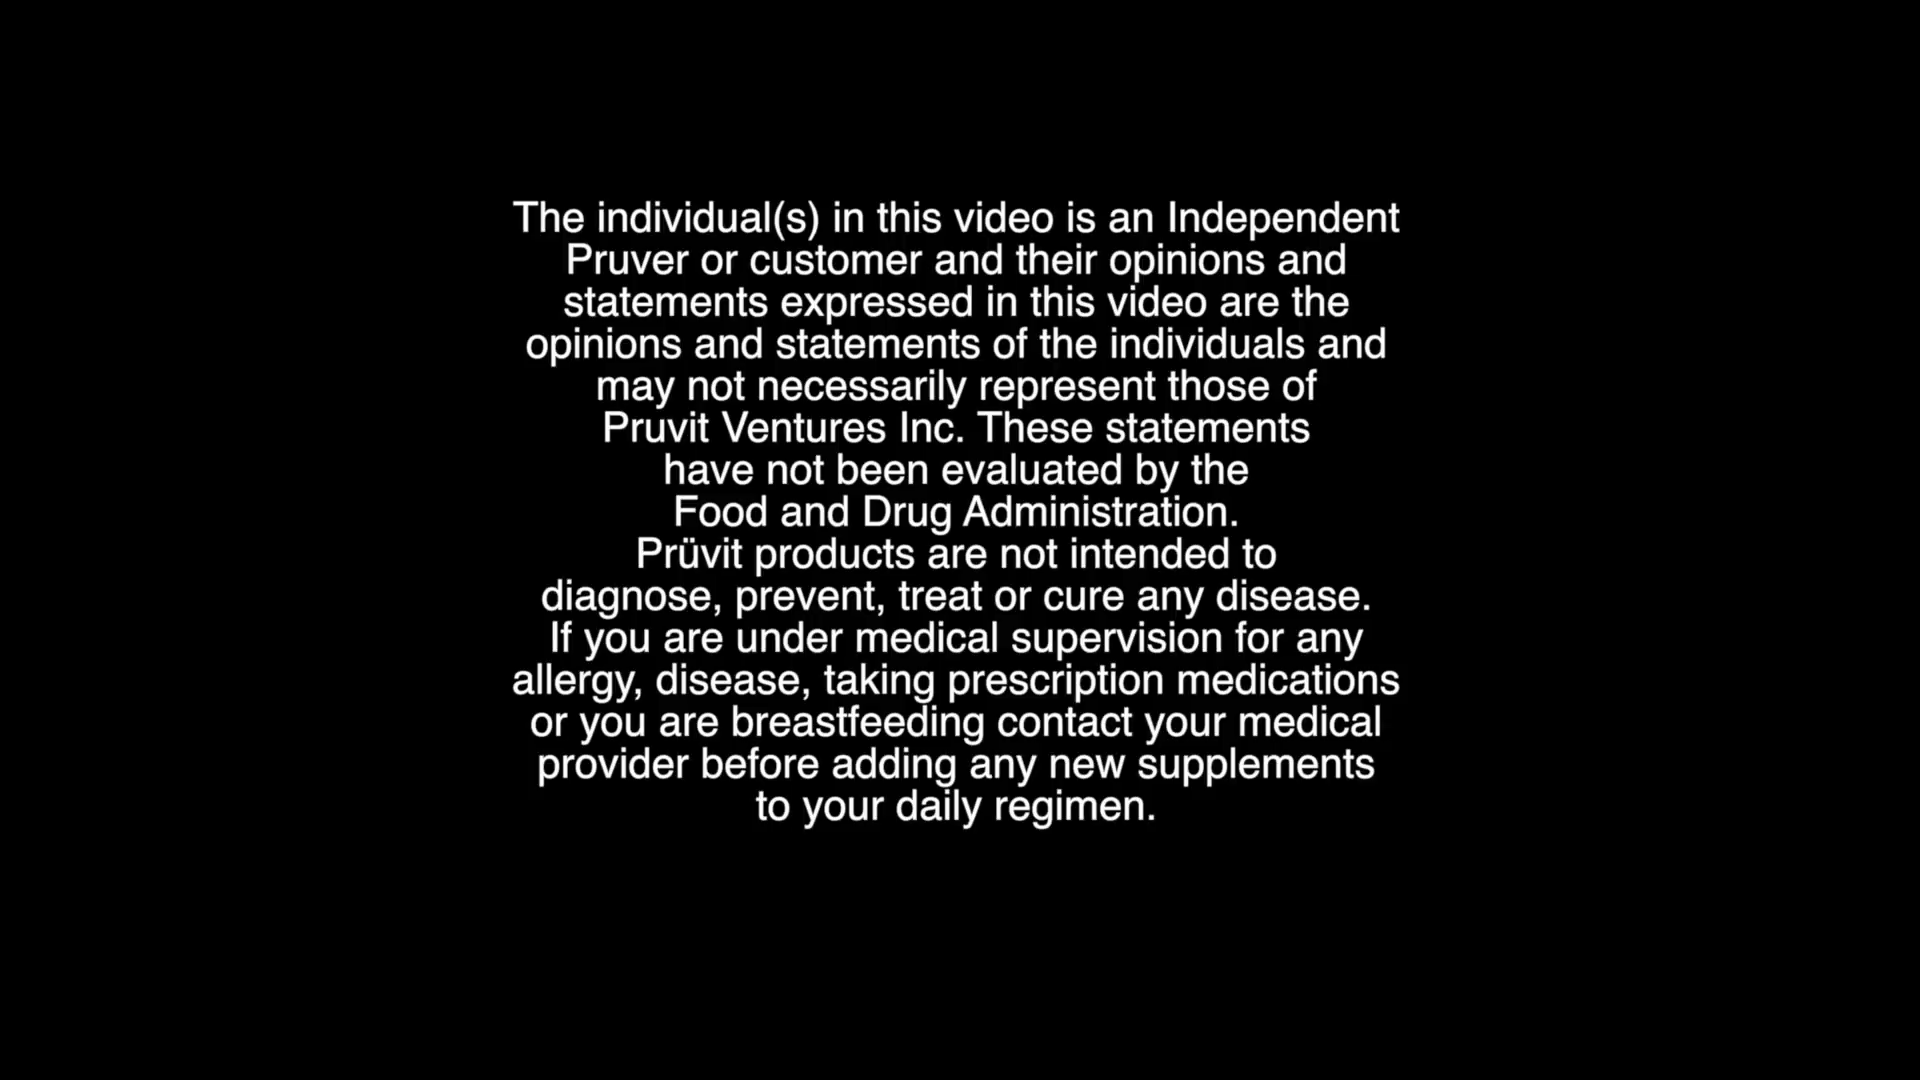 The individual(s) in this video is an Independent
Pruver or customer and their opinions and
statements expressed in this video are the
opinions and statements of the individuals and
may not necessarily represent those of
Pruvit Ventures Inc. These statements
have not been evaluated by the
Food and Drug Administration.
Prüvit products are not intended to
diagnose, prevent, treat or cure any disease.
If you are under medical supervision for any
allergy, disease, taking prescription medications
or you are breastfeeding contact your medical
provider before adding any new supplements
to your daily regimen.